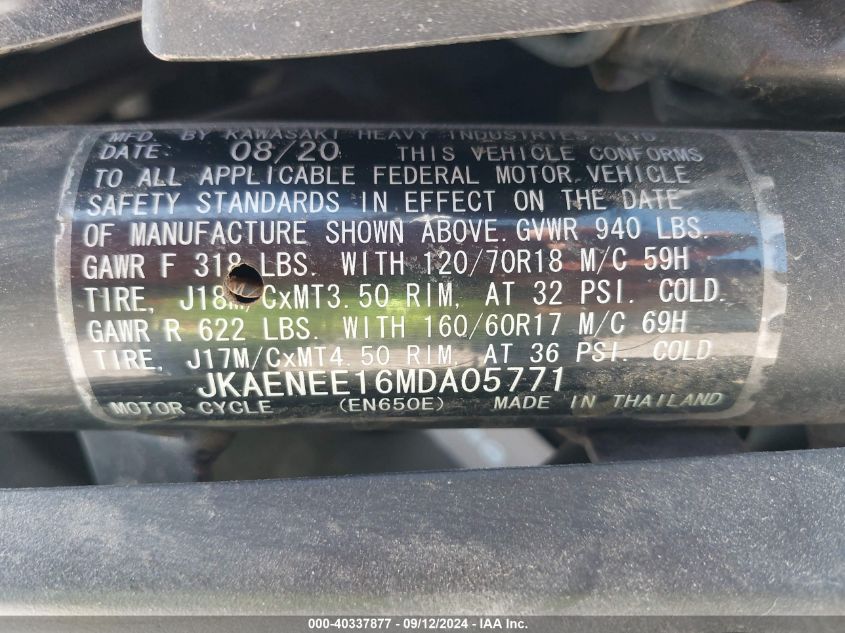 MFD. BY KAWASAKI HEAVY INDUSTRIES, LTD.
DATE: 08/20 THIS VEHICLE CONFORMS
TO ALL APPLICABLE FEDERAL MOTOR VEHICLE
SAFETY STANDARDS IN EFFECT ON THE DATE
OF MANUFACTURE SHOWN ABOVE. GVWR 940 LBS.
GAWR F 318 LBS. WITH 120/70R18 M/C 59H
TIRE, J18M/CxMT3.50 RIM, AT 32 PSI. COLD.
GAWR R 622 LBS. WITH 160/60R17 M/C 69H
TIRE, J17M/CxMT4.50 RIM, AT 36 PSI. COLD.
JKAENEE16MDA05771
MOTOR CYCLE (EN650E) MADE IN THAILAND
000-40337877 - 09/12/2024 - IAA Inc.